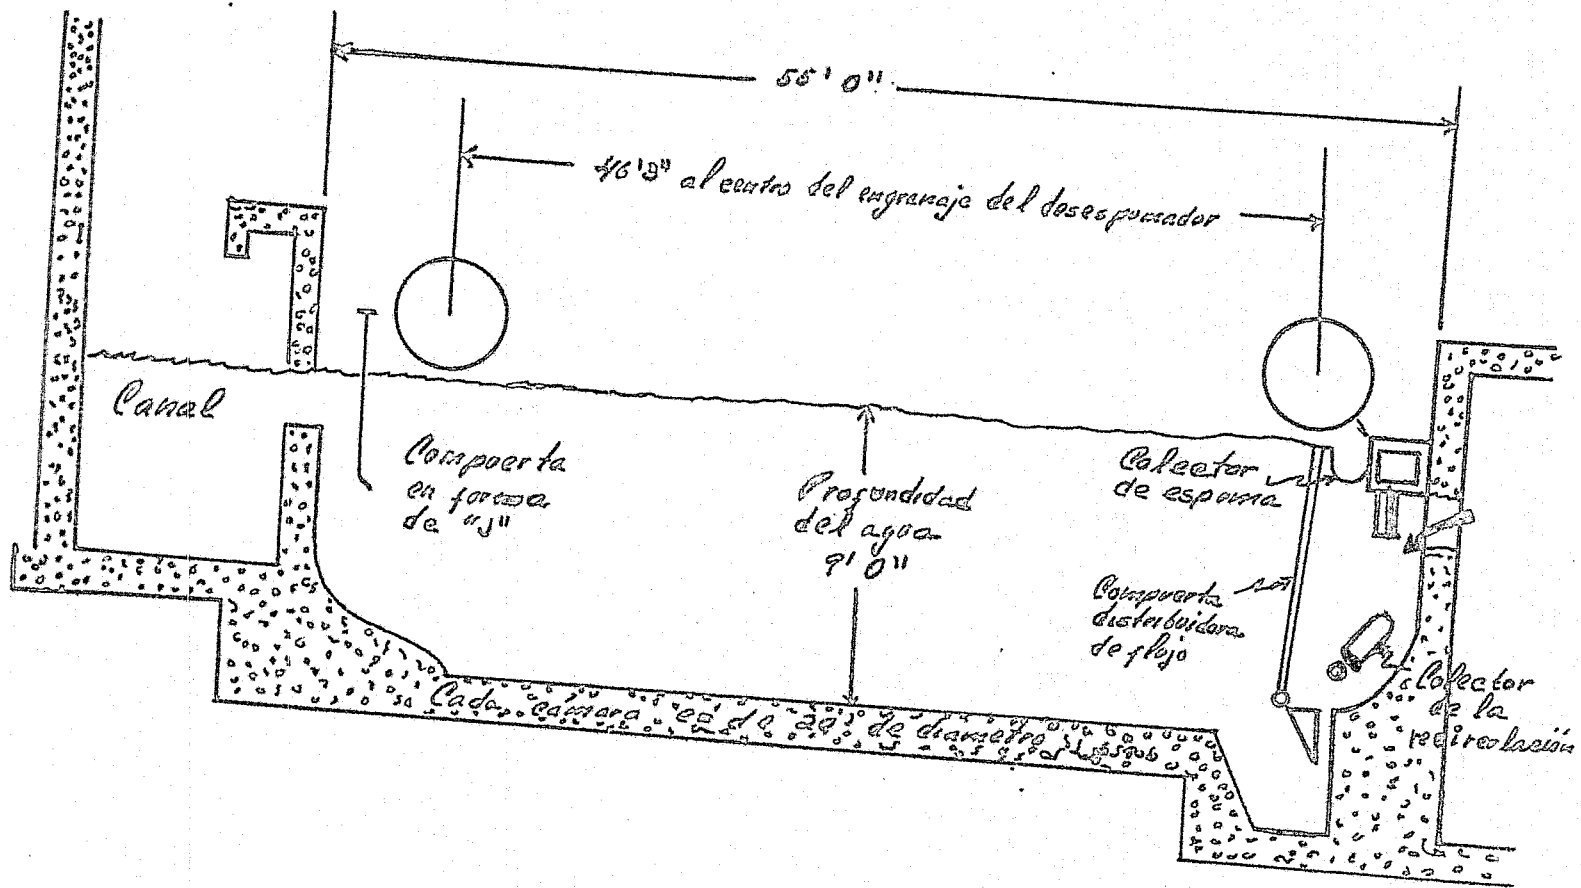 55' 0"
46'3" al centro del engranaje del desespumador
Canal
Compuerta
en forma
de "J"
Profundidad
del agua
9' 0"
Colector
de espuma
Compuerta
distribuidora
de flujo
Colector
de la
recirculación
Cada cámara es de 20' de diametro